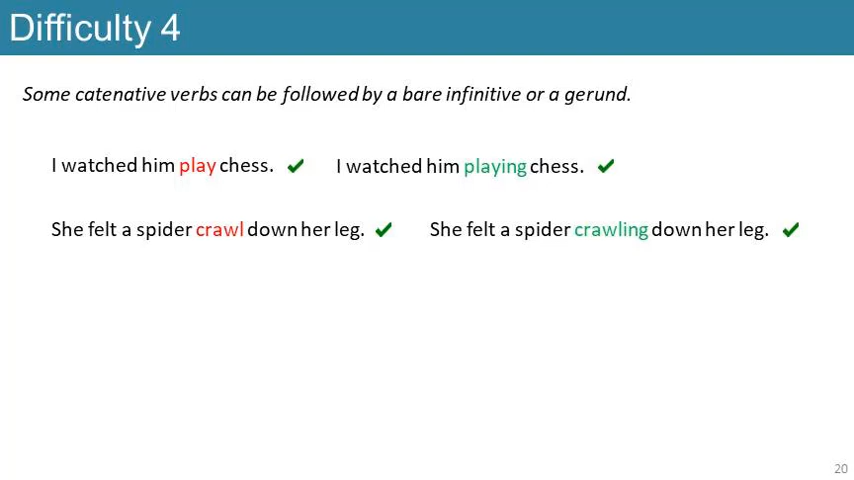 Difficulty 4
Some catenative verbs can be followed by a bare infinitive or a gerund.
I watched him play chess. ✔ I watched him playing chess. ✔
She felt a spider crawl down her leg. ✔ She felt a spider crawling down her leg. ✔
20